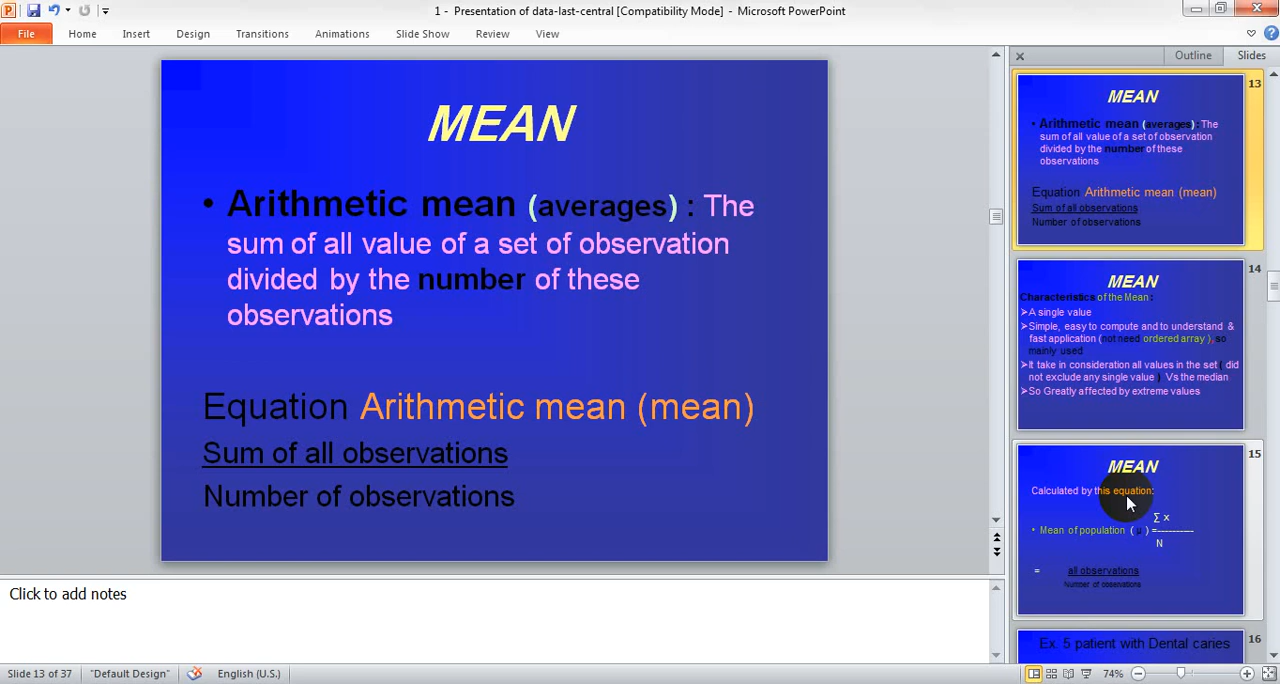 1 - Presentation of data-last-central [Compatibility Mode] - Microsoft PowerPoint
File Home Insert Design Transitions Animations Slide Show Review View
MEAN
• Arithmetic mean (averages) : The
sum of all value of a set of observation
divided by the number of these
observations
Equation Arithmetic mean (mean)
Sum of all observations
Number of observations
Click to add notes
Outline Slides
13
MEAN
• Arithmetic mean (averages) : The
sum of all value of a set of observation
divided by the number of these
observations
Equation Arithmetic mean (mean)
Sum of all observations
Number of observations
14
MEAN
Characteristics of the Mean :
➢A single value
➢Simple, easy to compute and to understand &
fast application (not need ordered array ), so
mainly used
➢It take in consideration all values in the set ( did
not exclude any single value ) Vs the median
➢So Greatly affected by extreme values
15
MEAN
Calculated by this equation:
∑ x
• Mean of population ( μ ) =-----------
N
= all observations
Number of obsenations
16
Ex. 5 patient with Dental caries
Slide 13 of 37 "Default Design" English (U.S.) 74%